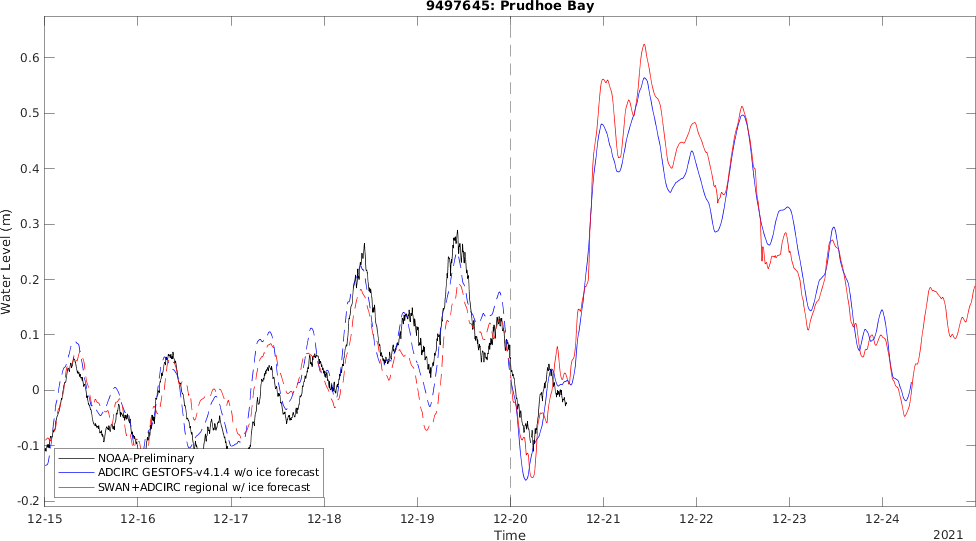 9497645: Prudhoe Bay
0.6
0.5
0.4
0.3
0.2
0.1
0
-0.1
-0.2
Water Level (m)
NOAA-Preliminary
ADCIRC GESTOFS-v4.1.4 w/o ice forecast
SWAN+ADCIRC regional w/ ice forecast
12-15 12-16 12-17 12-18 12-19 12-20 12-21 12-22 12-23 12-24
Time
2021